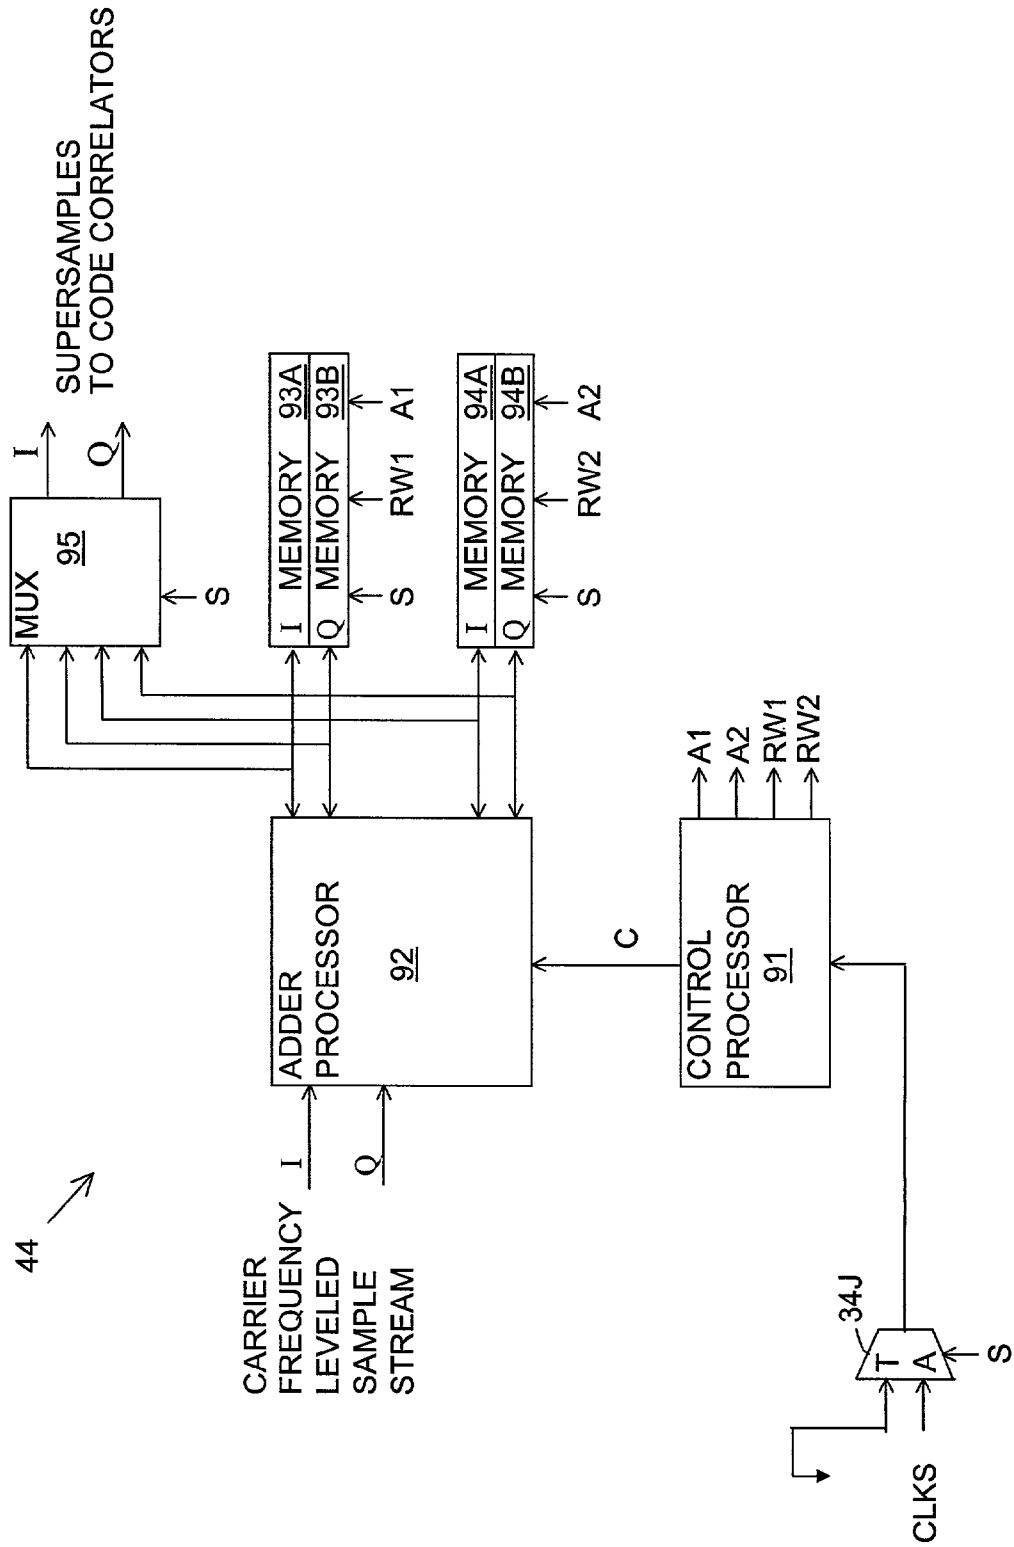 44
CARRIER
FREQUENCY
LEVELED
SAMPLE
STREAM
I
Q
ADDER
PROCESSOR
92
MUX
95
S
I
Q
SUPERSAMPLES
TO CODE CORRELATORS
I MEMORY 93A
Q MEMORY 93B
S
RW1
A1
I MEMORY 94A
Q MEMORY 94B
S
RW2
A2
C
CONTROL
PROCESSOR
91
A1
A2
RW1
RW2
34J
T
A
S
CLKS